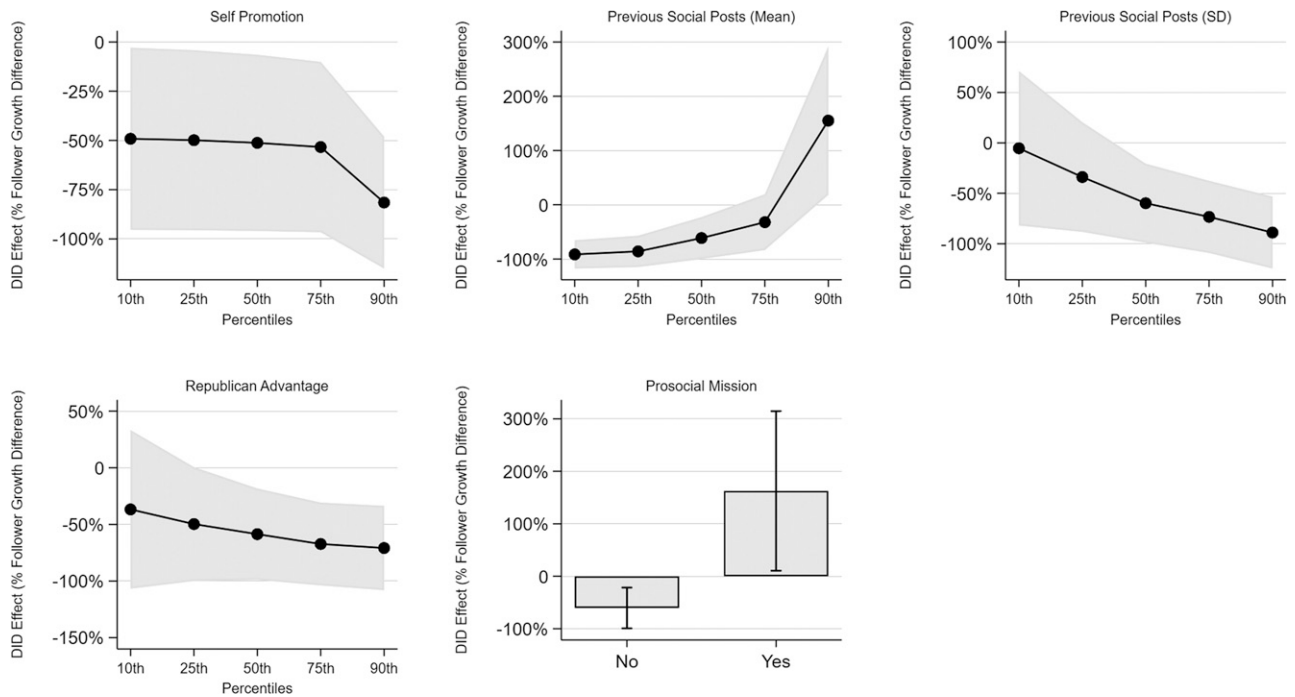 Self Promotion
DID Effect (% Follower Growth Difference)
0
-25%
-50%
-75%
-100%
10th 25th 50th 75th 90th
Percentiles
Previous Social Posts (Mean)
DID Effect (% Follower Growth Difference)
300%
200%
100%
0
-100%
10th 25th 50th 75th 90th
Percentiles
Previous Social Posts (SD)
DID Effect (% Follower Growth Difference)
100%
50%
0
-50%
-100%
10th 25th 50th 75th 90th
Percentiles
Republican Advantage
DID Effect (% Follower Growth Difference)
50%
0
-50%
-100%
-150%
10th 25th 50th 75th 90th
Percentiles
Prosocial Mission
DID Effect (% Follower Growth Difference)
300%
200%
100%
0
-100%
No Yes